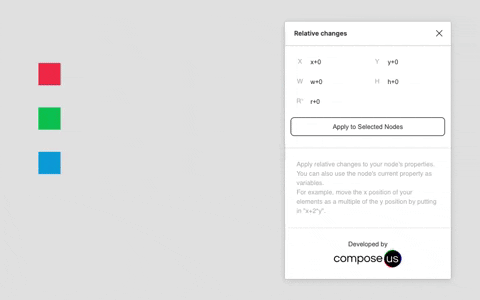 Relative changes
X x+0 Y y+0
W w+0 H h+0
R° r+0
Apply to Selected Nodes
Apply relative changes to your node's properties.
You can also use the node's current property as
variables.
For example, move the x position of your
elements as a multiple of the y position by putting
in "x+2*y".
Developed by
compose us